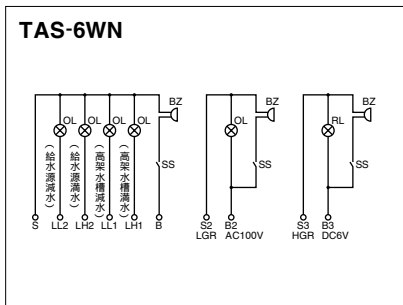 TAS-6WN
BZ
OL OL OL OL
SS
(給水源減水)
(給水源満水)
(高架水槽減水)
(高架水槽満水)
S LL2 LH2 LL1 LH1 B
BZ
OL
SS
S2 B2
LGR AC100V
BZ
RL
SS
S3 B3
HGR DC6V